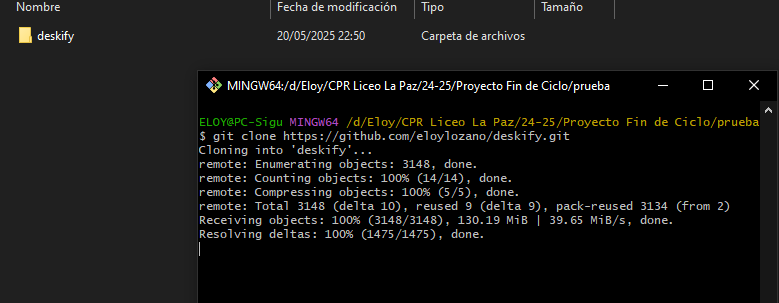 Nombre Fecha de modificación Tipo Tamaño
deskify 20/05/2025 22:50 Carpeta de archivos
MINGW64:/d/Eloy/CPR Liceo La Paz/24-25/Proyecto Fin de Ciclo/prueba
ELOY@PC-Sigu MINGW64 /d/Eloy/CPR Liceo La Paz/24-25/Proyecto Fin de Ciclo/prueba
$ git clone https://github.com/eloylozano/deskify.git
Cloning into 'deskify'...
remote: Enumerating objects: 3148, done.
remote: Counting objects: 100% (14/14), done.
remote: Compressing objects: 100% (5/5), done.
remote: Total 3148 (delta 10), reused 9 (delta 9), pack-reused 3134 (from 2)
Receiving objects: 100% (3148/3148), 130.19 MiB | 39.65 MiB/s, done.
Resolving deltas: 100% (1475/1475), done.